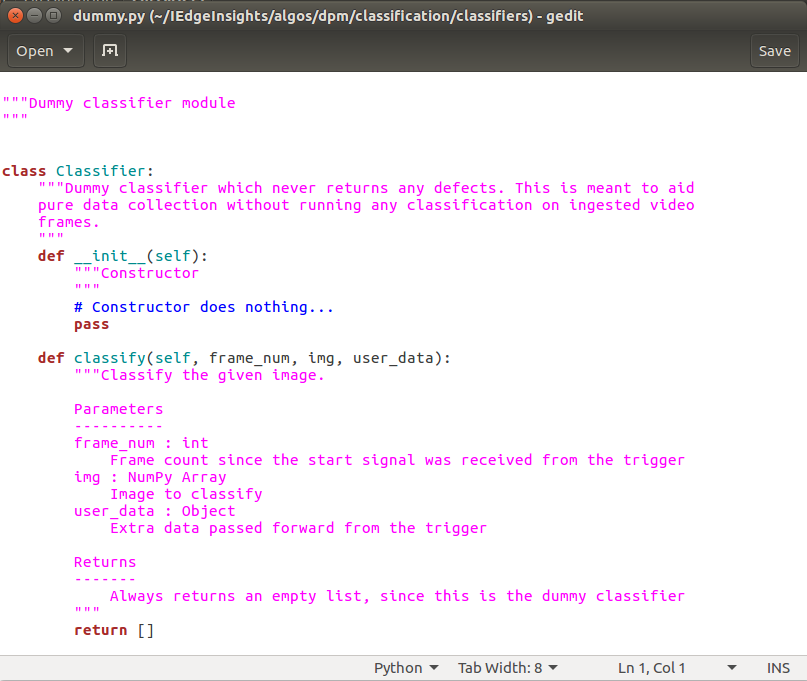 dummy.py (~/IEdgeInsights/algos/dpm/classification/classifiers) - gedit
Open
Save
"""Dummy classifier module
"""
class Classifier:
    """Dummy classifier which never returns any defects. This is meant to aid
    pure data collection without running any classification on ingested video
    frames.
    """
    def __init__(self):
        """Constructor
        """
        # Constructor does nothing...
        pass
    def classify(self, frame_num, img, user_data):
        """Classify the given image.
        Parameters
        ----------
        frame_num : int
            Frame count since the start signal was received from the trigger
        img : NumPy Array
            Image to classify
        user_data : Object
            Extra data passed forward from the trigger
        Returns
        -------
            Always returns an empty list, since this is the dummy classifier
        """
        return []
Python Tab Width: 8 Ln 1, Col 1 INS